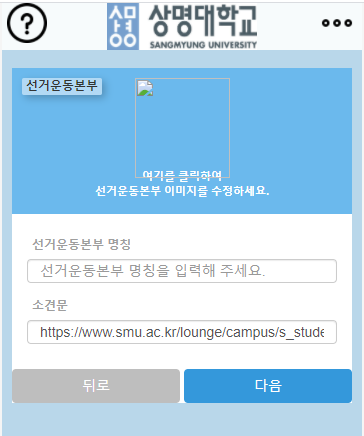 상명
상명대학교
SANGMYUNG UNIVERSITY
선거운동본부
여기를 클릭하여
선거운동본부 이미지를 수정하세요.
선거운동본부 명칭
선거운동본부 명칭을 입력해 주세요.
소견문
https://www.smu.ac.kr/lounge/campus/s_stude
뒤로
다음